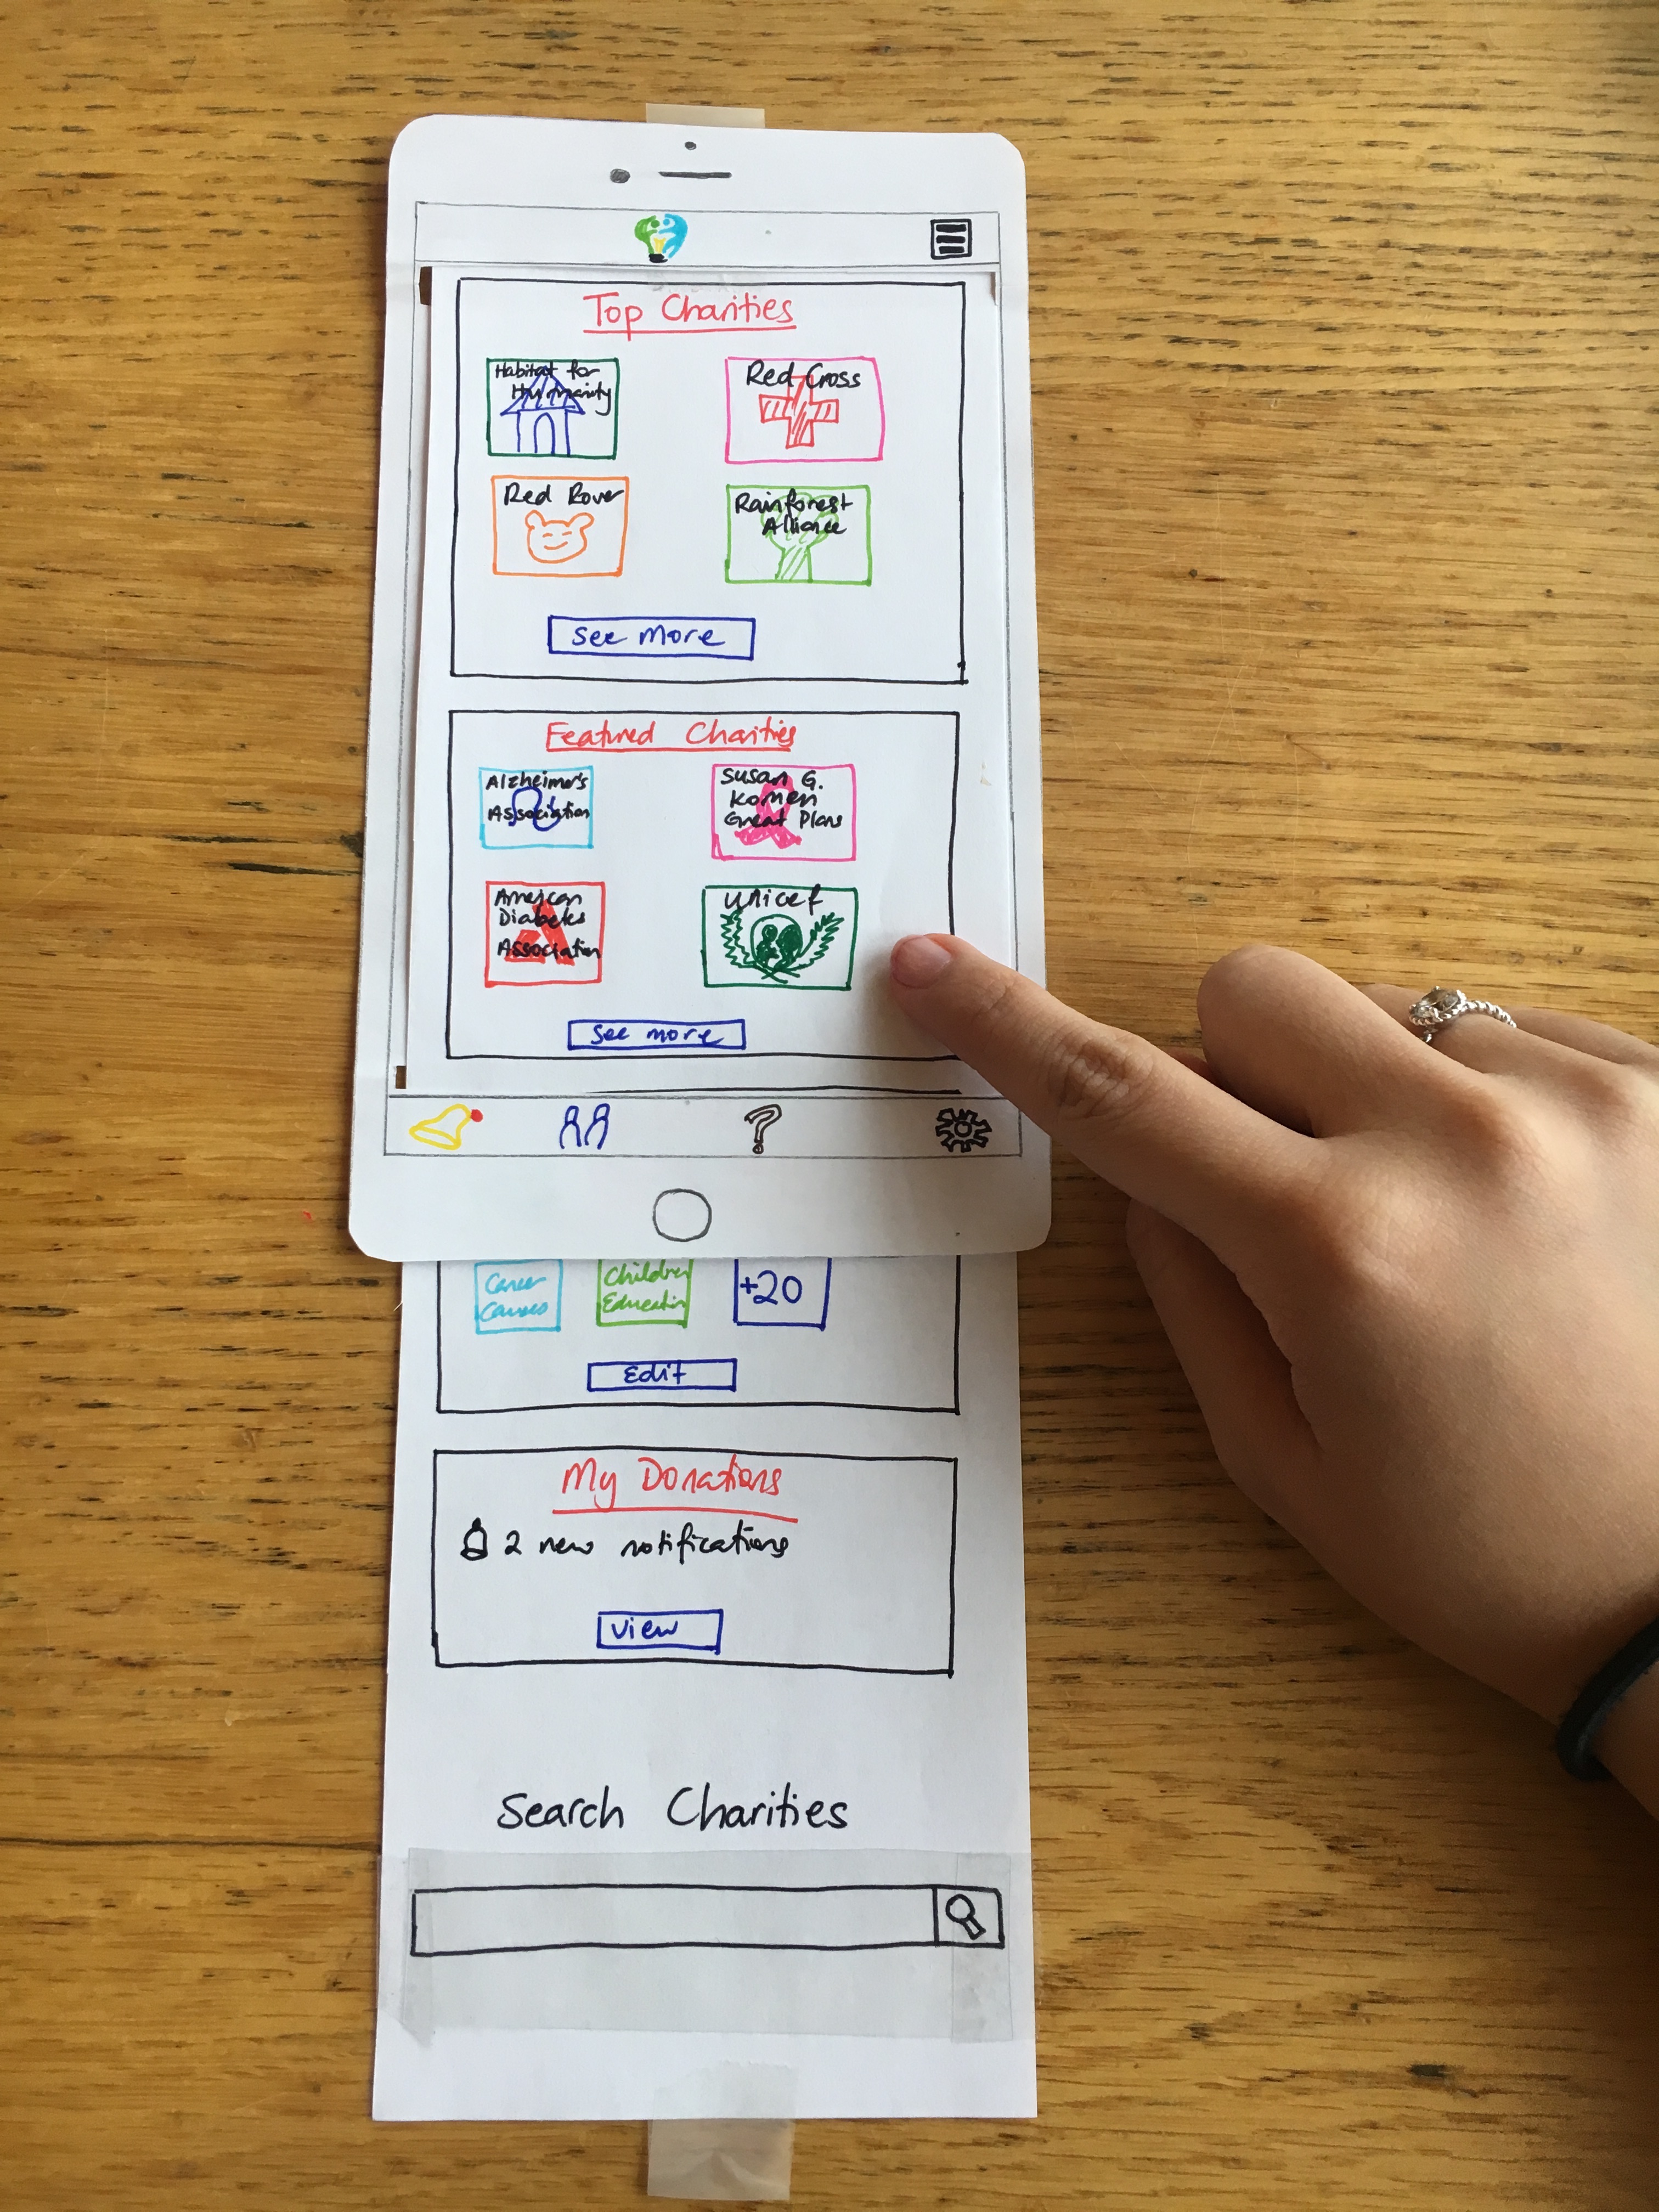 Top Charities
Habitat for
Humanity
Red Cross
Red Rover
Rainforest
Alliance
See more
Featured Charities
Alzheimer's
Association
Susan G.
Komen
Great Plans
American
Diabetes
Association
Unicef
See more
?
Cancer
Causes
Children
Education
+20
Edit
My Donations
2 new notifications
View
Search Charities